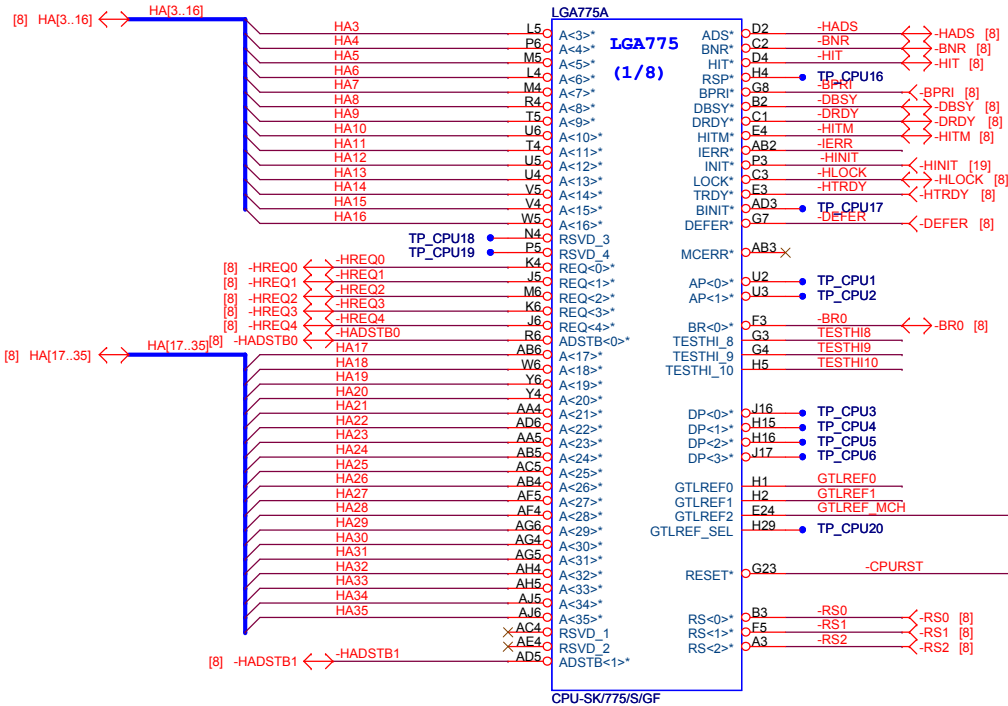 LGA775A
LGA775
(1/8)
[8] HA[3..16] HA[3..16]
HA3 L5 A<3>*
HA4 P6 A<4>*
HA5 M5 A<5>*
HA6 L4 A<6>*
HA7 M4 A<7>*
HA8 R4 A<8>*
HA9 T5 A<9>*
HA10 U6 A<10>*
HA11 T4 A<11>*
HA12 U5 A<12>*
HA13 U4 A<13>*
HA14 V5 A<14>*
HA15 V4 A<15>*
HA16 W5 A<16>*
TP_CPU18 N4 RSVD_3
TP_CPU19 P5 RSVD_4
[8] -HREQ0 -HREQ0 K4 REQ<0>*
[8] -HREQ1 -HREQ1 J5 REQ<1>*
[8] -HREQ2 -HREQ2 M6 REQ<2>*
[8] -HREQ3 -HREQ3 K6 REQ<3>*
[8] -HREQ4 -HREQ4 J6 REQ<4>*
[8] -HADSTB0 -HADSTB0 R6 ADSTB<0>*
[8] HA[17..35] HA[17..35]
HA17 AB6 A<17>*
HA18 W6 A<18>*
HA19 Y6 A<19>*
HA20 Y4 A<20>*
HA21 AA4 A<21>*
HA22 AD6 A<22>*
HA23 AA5 A<23>*
HA24 AB5 A<24>*
HA25 AC5 A<25>*
HA26 AB4 A<26>*
HA27 AF5 A<27>*
HA28 AF4 A<28>*
HA29 AG6 A<29>*
HA30 AG4 A<30>*
HA31 AG5 A<31>*
HA32 AH4 A<32>*
HA33 AH5 A<33>*
HA34 AJ5 A<34>*
HA35 AJ6 A<35>*
AC4 RSVD_1
AE4 RSVD_2
[8] -HADSTB1 -HADSTB1 AD5 ADSTB<1>*
ADS* D2 -HADS -HADS [8]
BNR* C2 -BNR -BNR [8]
HIT* D4 -HIT -HIT [8]
RSP* H4 TP_CPU16
BPRI* G8 -BPRI -BPRI [8]
DBSY* B2 -DBSY -DBSY [8]
DRDY* C1 -DRDY -DRDY [8]
HITM* E4 -HITM -HITM [8]
IERR* AB2 -IERR
INIT* P3 -HINIT -HINIT [19]
LOCK* C3 -HLOCK -HLOCK [8]
TRDY* E3 -HTRDY -HTRDY [8]
BINIT* AD3 TP_CPU17
DEFER* G7 -DEFER -DEFER [8]
MCERR* AB3
AP<0>* U2 TP_CPU1
AP<1>* U3 TP_CPU2
BR<0>* F3 -BR0 -BR0 [8]
TESTHI_8 G3 TESTHI8
TESTHI_9 G4 TESTHI9
TESTHI_10 H5 TESTHI10
DP<0>* J16 TP_CPU3
DP<1>* H15 TP_CPU4
DP<2>* H16 TP_CPU5
DP<3>* J17 TP_CPU6
GTLREF0 H1 GTLREF0
GTLREF1 H2 GTLREF1
GTLREF2 E24 GTLREF_MCH
GTLREF_SEL H29 TP_CPU20
RESET* G23 -CPURST
RS<0>* B3 -RS0 -RS0 [8]
RS<1>* F5 -RS1 -RS1 [8]
RS<2>* A3 -RS2 -RS2 [8]
CPU-SK/775/S/GF